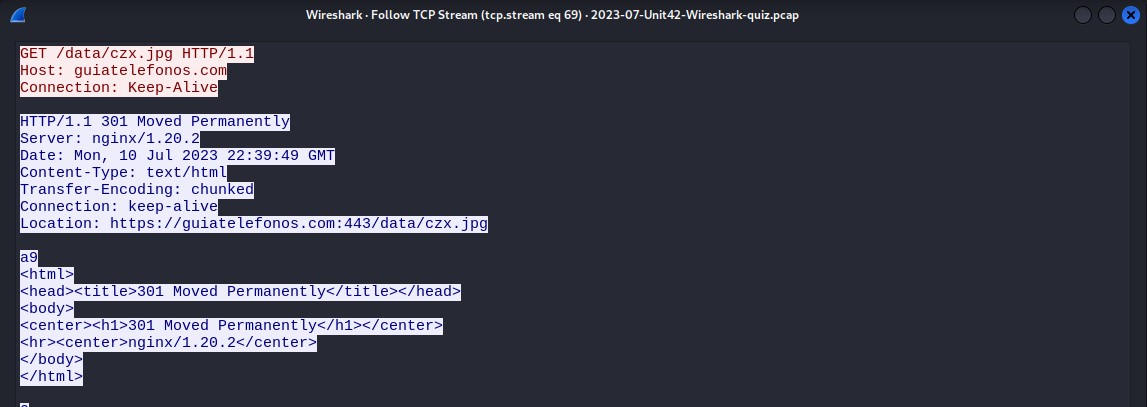 Wireshark · Follow TCP Stream (tcp.stream eq 69) · 2023-07-Unit42-Wireshark-quiz.pcap
GET /data/czx.jpg HTTP/1.1
Host: guiatelefonos.com
Connection: Keep-Alive
HTTP/1.1 301 Moved Permanently
Server: nginx/1.20.2
Date: Mon, 10 Jul 2023 22:39:49 GMT
Content-Type: text/html
Transfer-Encoding: chunked
Connection: keep-alive
Location: https://guiatelefonos.com:443/data/czx.jpg
a9
<html>
<head><title>301 Moved Permanently</title></head>
<body>
<center><h1>301 Moved Permanently</h1></center>
<hr><center>nginx/1.20.2</center>
</body>
</html>